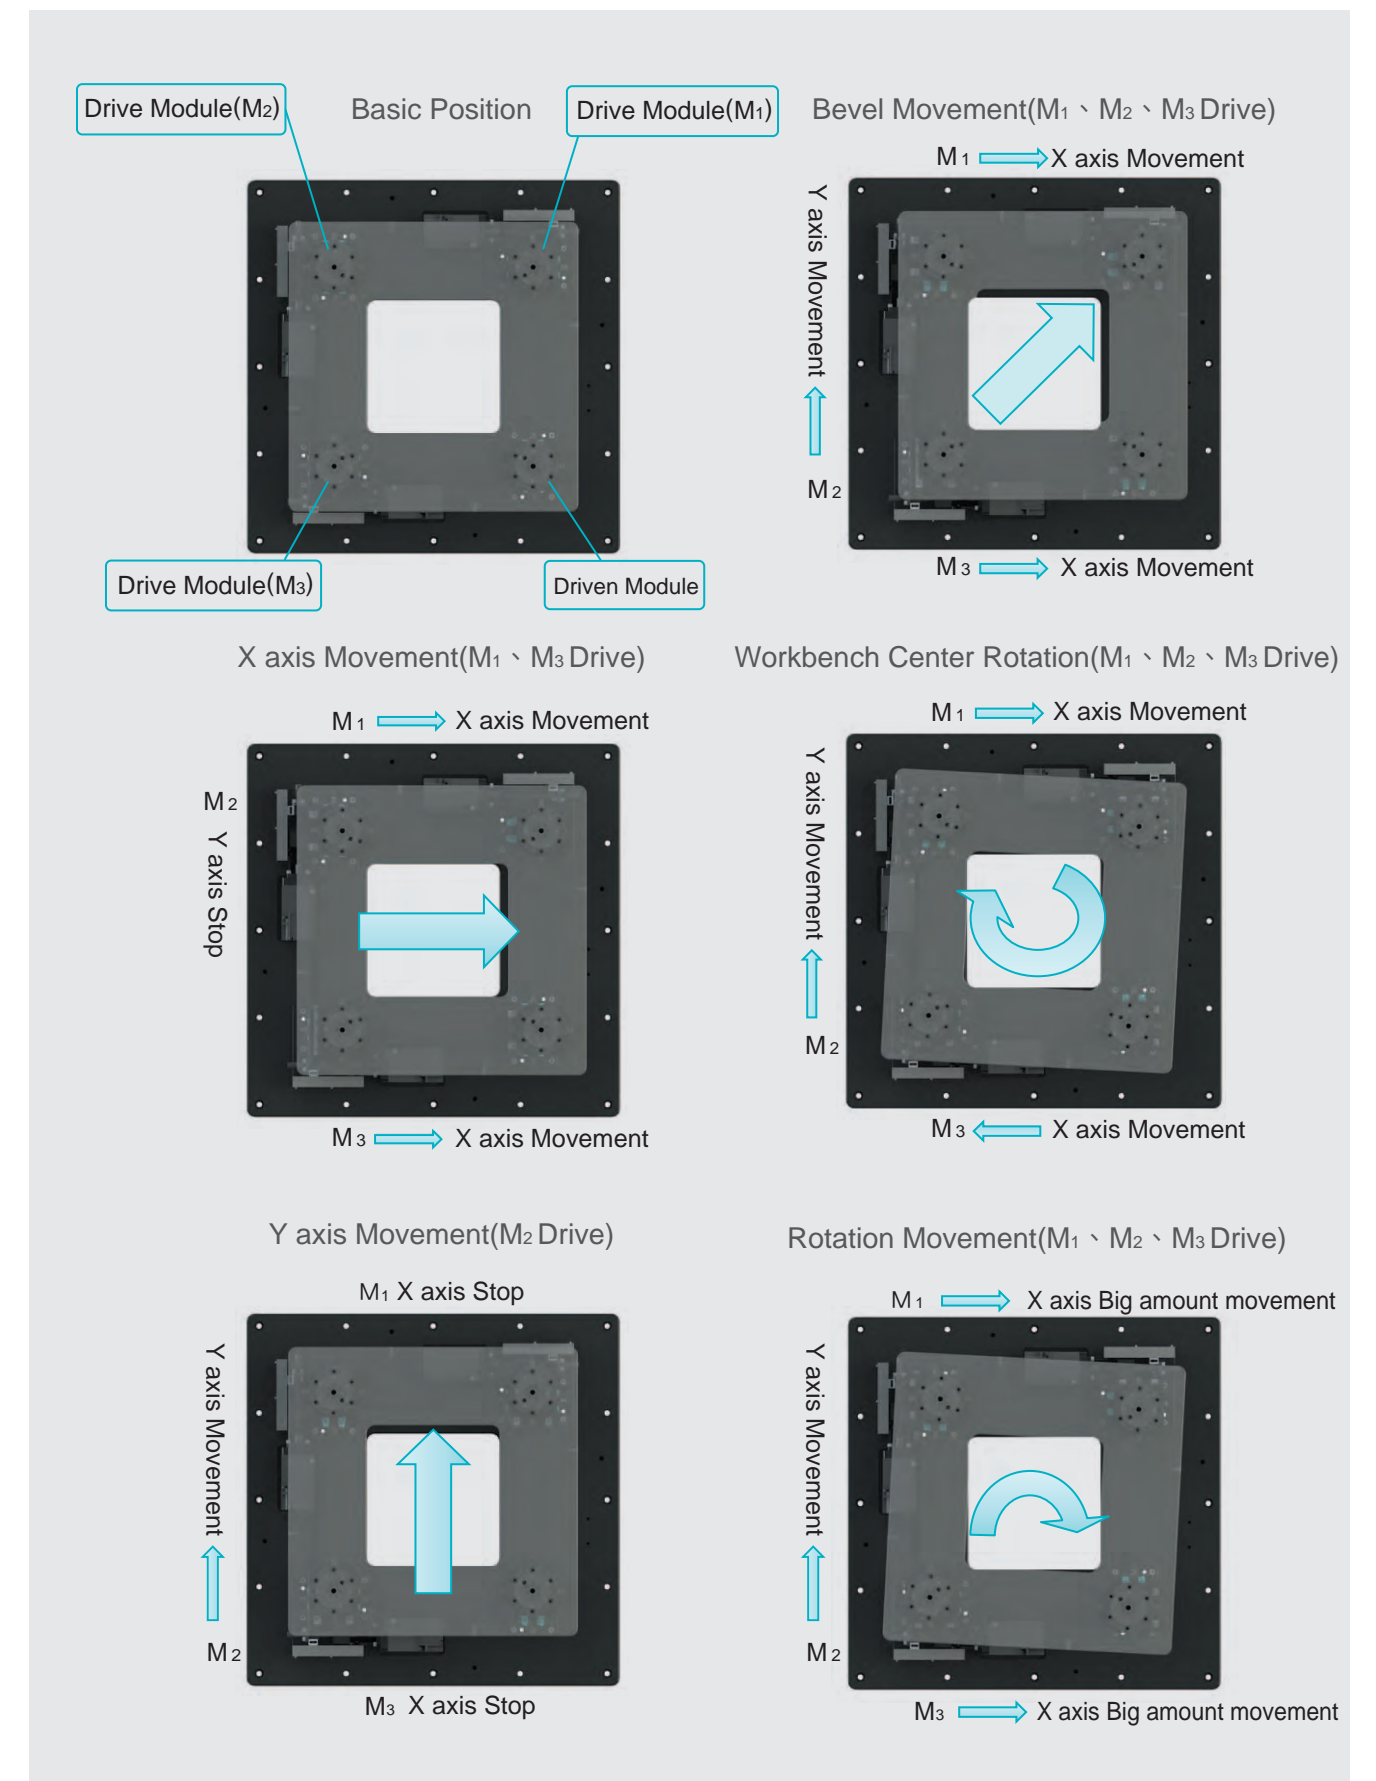 Basic Position
Drive Module(M2)
Drive Module(M1)
Drive Module(M3)
Driven Module
Bevel Movement(M1、M2、M3 Drive)
M1 X axis Movement
Y axis Movement
M2
M3 X axis Movement
X axis Movement(M1、M3 Drive)
M1 X axis Movement
M2
Y axis Stop
M3 X axis Movement
Workbench Center Rotation(M1、M2、M3 Drive)
M1 X axis Movement
Y axis Movement
M2
M3 X axis Movement
Y axis Movement(M2 Drive)
M1 X axis Stop
Y axis Movement
M2
M3 X axis Stop
Rotation Movement(M1、M2、M3 Drive)
M1 X axis Big amount movement
Y axis Movement
M2
M3 X axis Big amount movement